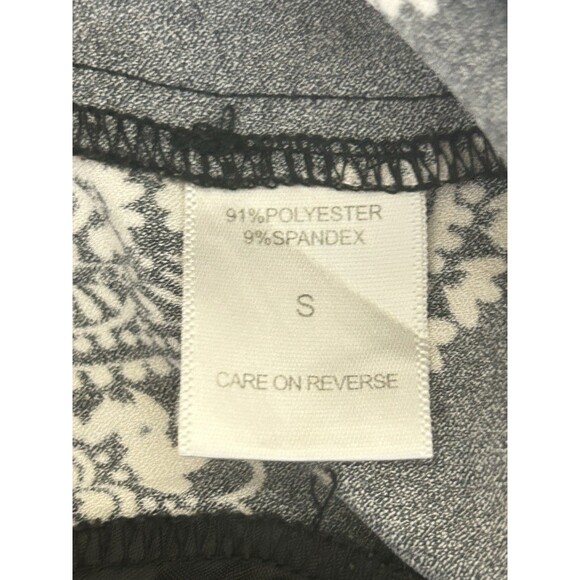 91%POLYESTER
9%SPANDEX
S
CARE ON REVERSE